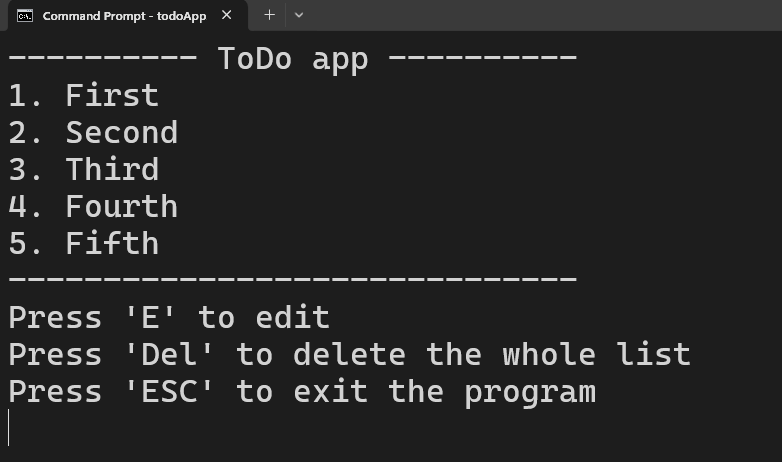 Command Prompt - todoApp
---------- ToDo app ----------
1. First
2. Second
3. Third
4. Fourth
5. Fifth
------------------------------
Press 'E' to edit
Press 'Del' to delete the whole list
Press 'ESC' to exit the program